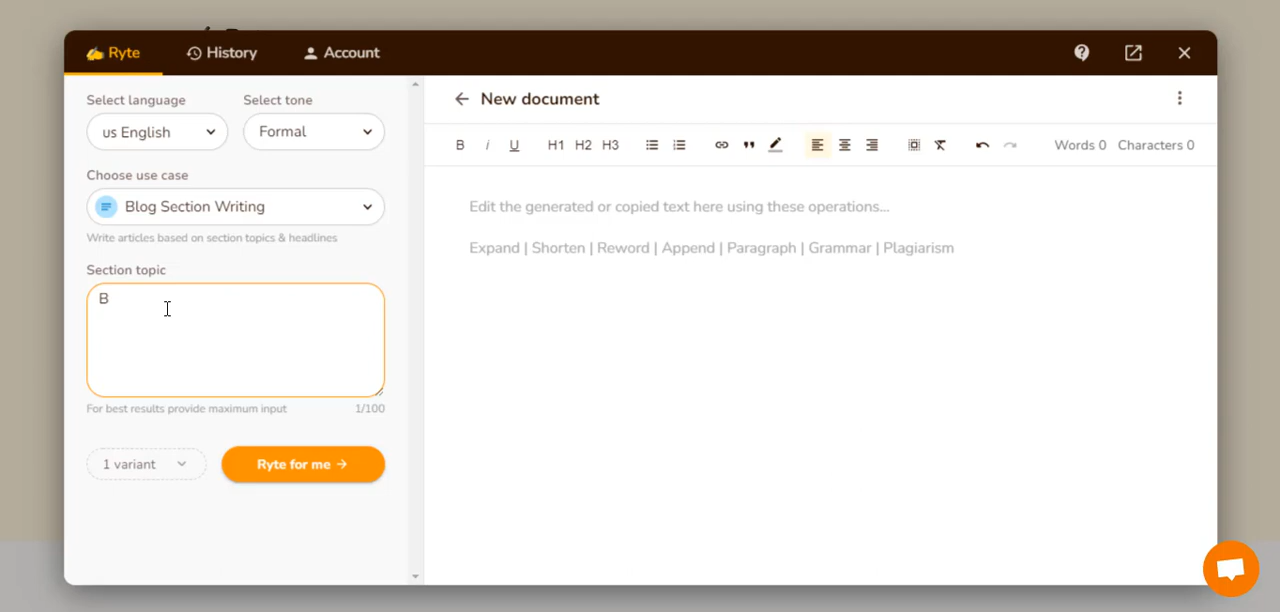 Ryte
History
Account
Select language
Select tone
us English
Formal
Choose use case
Blog Section Writing
Write articles based on section topics & headlines
Section topic
B
For best results provide maximum input
1/100
1 variant
Ryte for me →
← New document
B i U H1 H2 H3
Words 0 Characters 0
Edit the generated or copied text here using these operations...
Expand | Shorten | Reword | Append | Paragraph | Grammar | Plagiarism